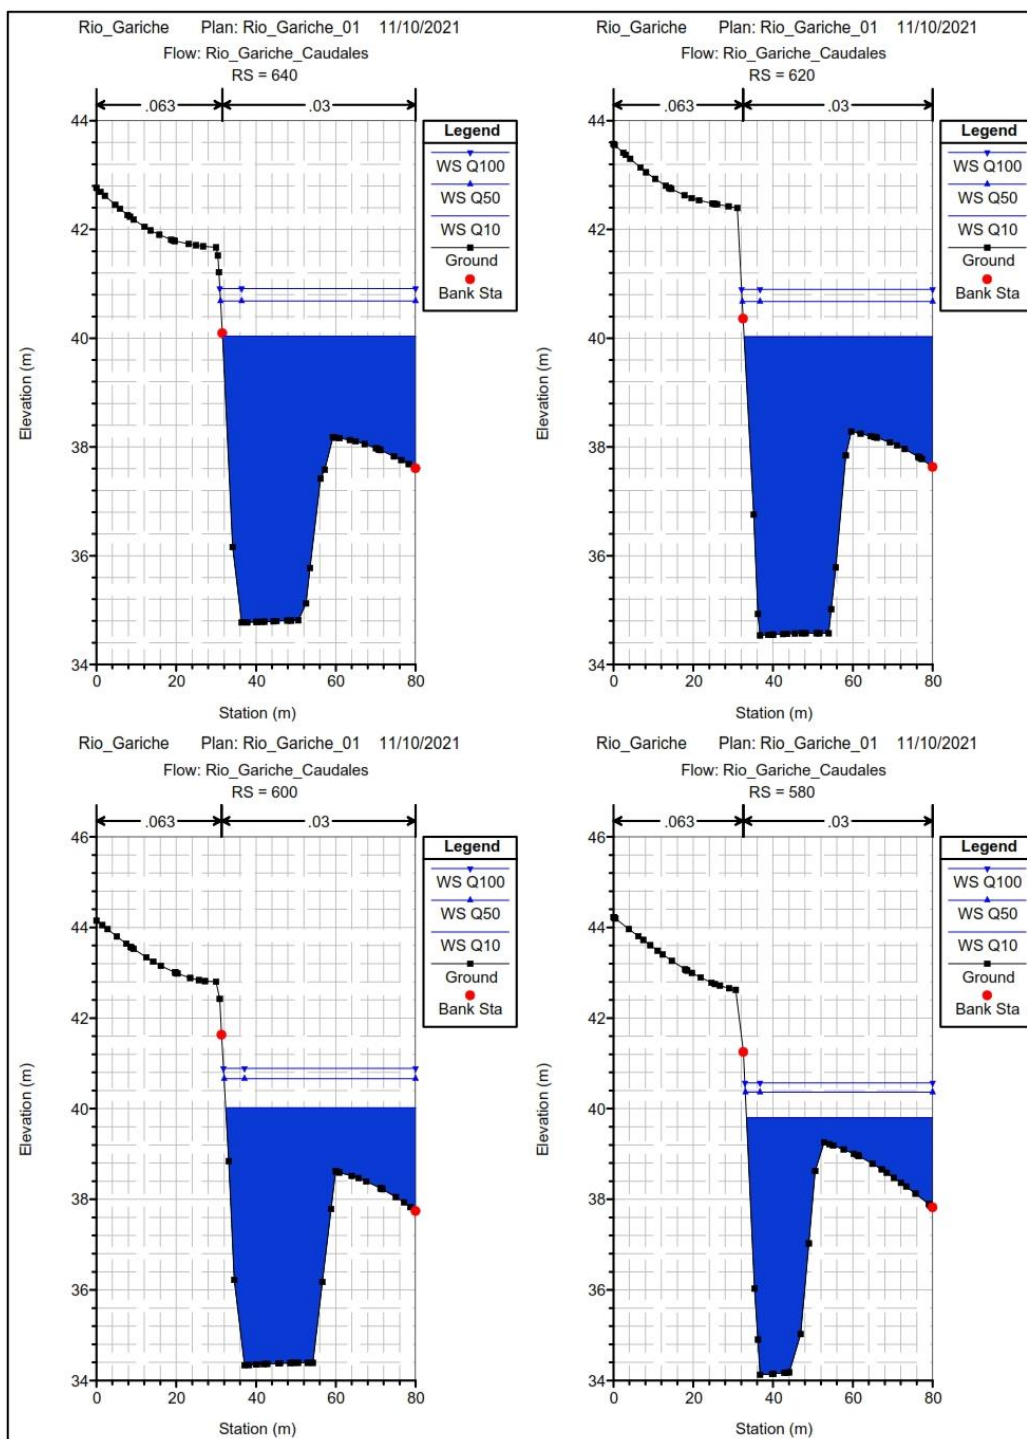 Rio_Gariche Plan: Rio_Gariche_01 11/10/2021
Flow: Rio_Gariche_Caudales
RS = 640
.063 .03
44
42
40
38
36
34
Elevation (m)
0 20 40 60 80
Station (m)
Legend
WS Q100
WS Q50
WS Q10
Ground
Bank Sta
Rio_Gariche Plan: Rio_Gariche_01 11/10/2021
Flow: Rio_Gariche_Caudales
RS = 620
.063 .03
44
42
40
38
36
34
Elevation (m)
0 20 40 60 80
Station (m)
Legend
WS Q100
WS Q50
WS Q10
Ground
Bank Sta
Rio_Gariche Plan: Rio_Gariche_01 11/10/2021
Flow: Rio_Gariche_Caudales
RS = 600
.063 .03
46
44
42
40
38
36
34
Elevation (m)
0 20 40 60 80
Station (m)
Legend
WS Q100
WS Q50
WS Q10
Ground
Bank Sta
Rio_Gariche Plan: Rio_Gariche_01 11/10/2021
Flow: Rio_Gariche_Caudales
RS = 580
.063 .03
46
44
42
40
38
36
34
Elevation (m)
0 20 40 60 80
Station (m)
Legend
WS Q100
WS Q50
WS Q10
Ground
Bank Sta